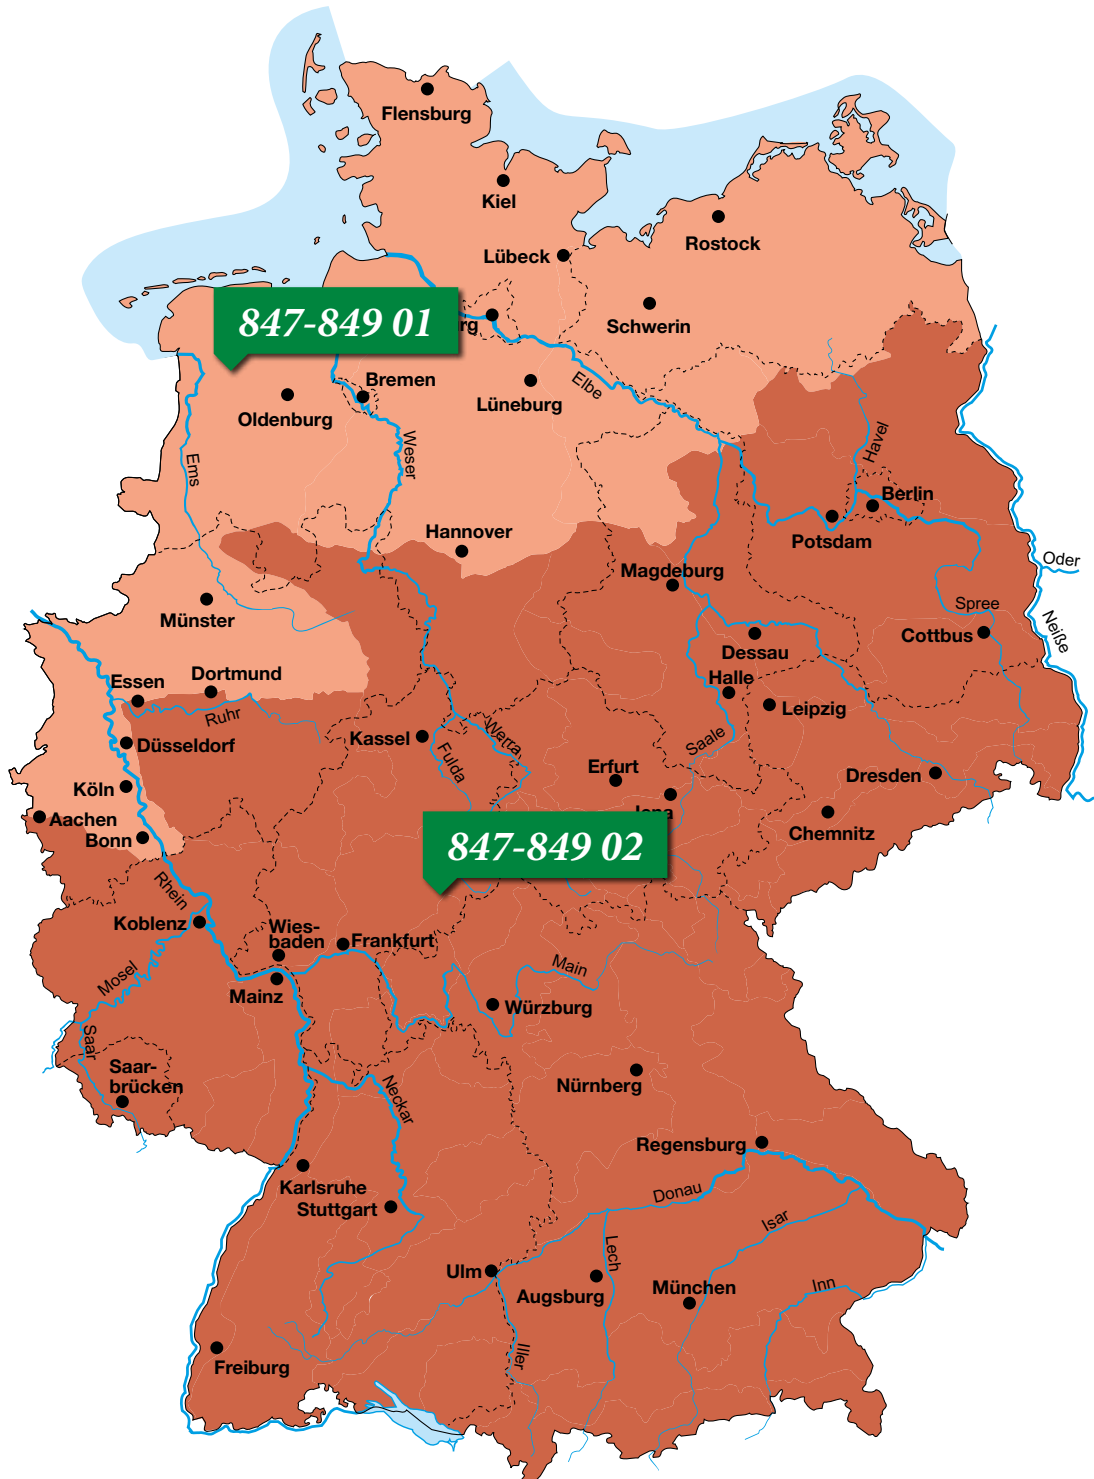 Flensburg
Kiel
Lübeck
Rostock
Schwerin
847-849 01
rg
Bremen
Oldenburg
Lüneburg
Elbe
Weser
Ems
Havel
Berlin
Potsdam
Hannover
Magdeburg
Oder
Spree
Neiße
Münster
Cottbus
Dessau
Essen
Dortmund
Halle
Leipzig
Ruhr
Düsseldorf
Kassel
Werra
Fulda
Saale
Erfurt
Dresden
Köln
Aachen
Bonn
Chemnitz
847-849 02
Rhein
Koblenz
Wies-
baden
Frankfurt
Mosel
Mainz
Main
Würzburg
Saar
Saar-
brücken
Neckar
Nürnberg
Regensburg
Karlsruhe
Stuttgart
Donau
Isar
Lech
Ulm
Augsburg
München
Inn
Iller
Freiburg